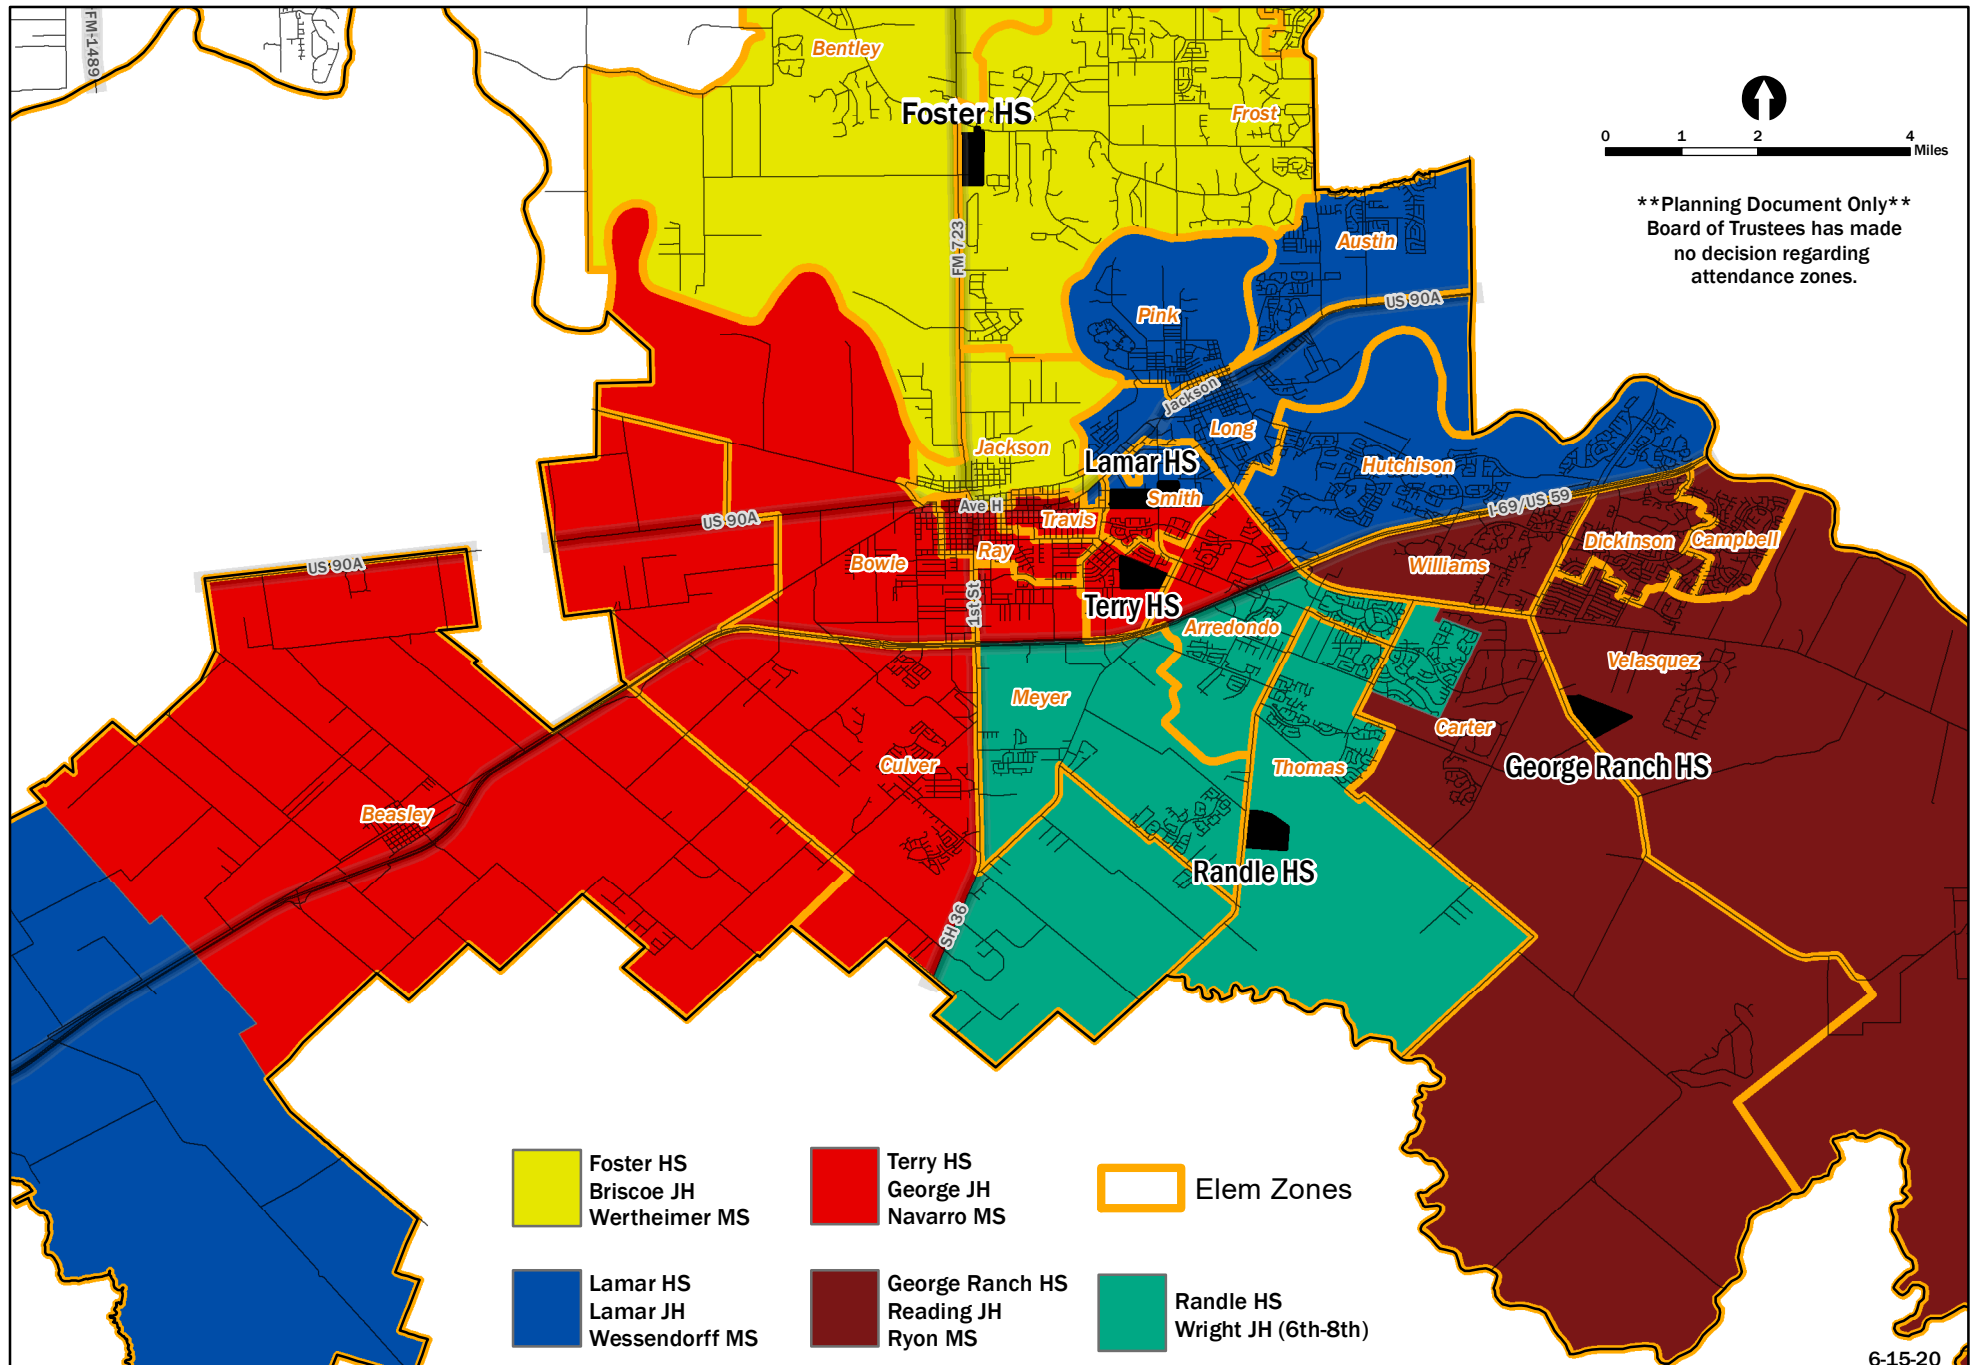 FM-1489
Bentley
Foster HS
Frost
0 1 2 4
Miles
**Planning Document Only**
Board of Trustees has made
no decision regarding
attendance zones.
FM 723
Austin
US 90A
Pink
Jackson
Long
Jackson
Lamar HS
Hutchison
Smith
I-69/US 59
Ave H
US 90A
Travis
Ray
Bowie
Dickinson
Campbell
Williams
US 90A
1st St
Terry HS
Arredondo
Velasquez
Meyer
Carter
Culver
Thomas
George Ranch HS
Beasley
Randle HS
SH 36
Foster HS
Briscoe JH
Wertheimer MS
Terry HS
George JH
Navarro MS
Elem Zones
Lamar HS
Lamar JH
Wessendorff MS
George Ranch HS
Reading JH
Ryon MS
Randle HS
Wright JH (6th-8th)
6-15-20